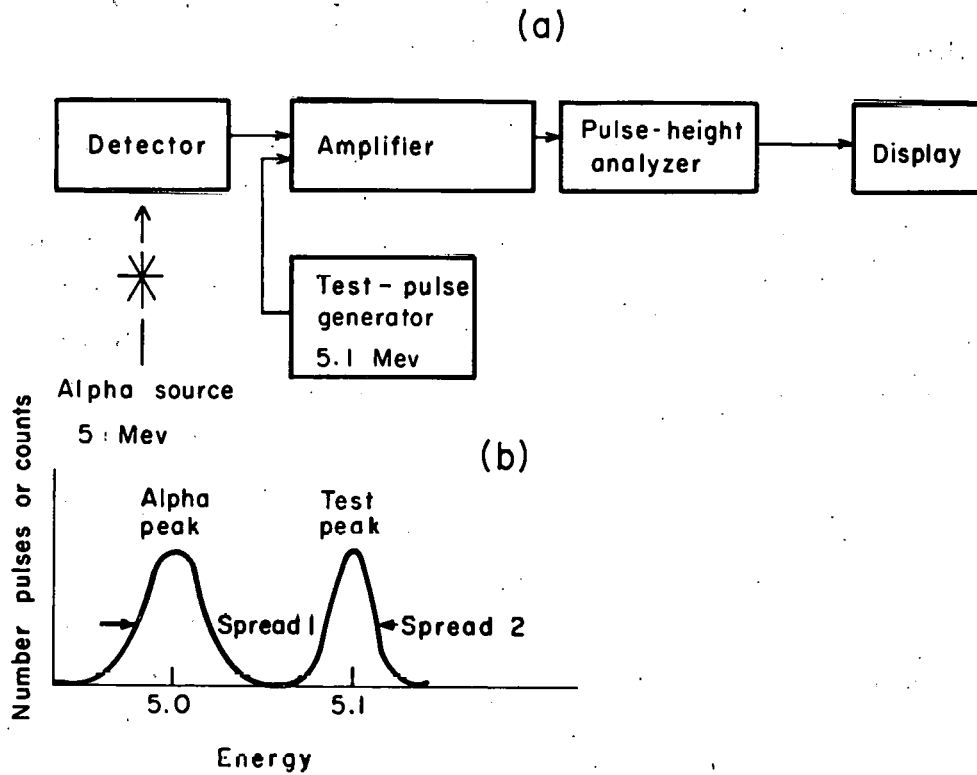 (a)
Detector
Amplifier
Pulse-height
analyzer
Display
Test-pulse
generator
5.1 Mev
Alpha source
5 Mev
(b)
Number pulses or counts
Alpha
peak
Test
peak
Spread 1
Spread 2
5.0
5.1
Energy